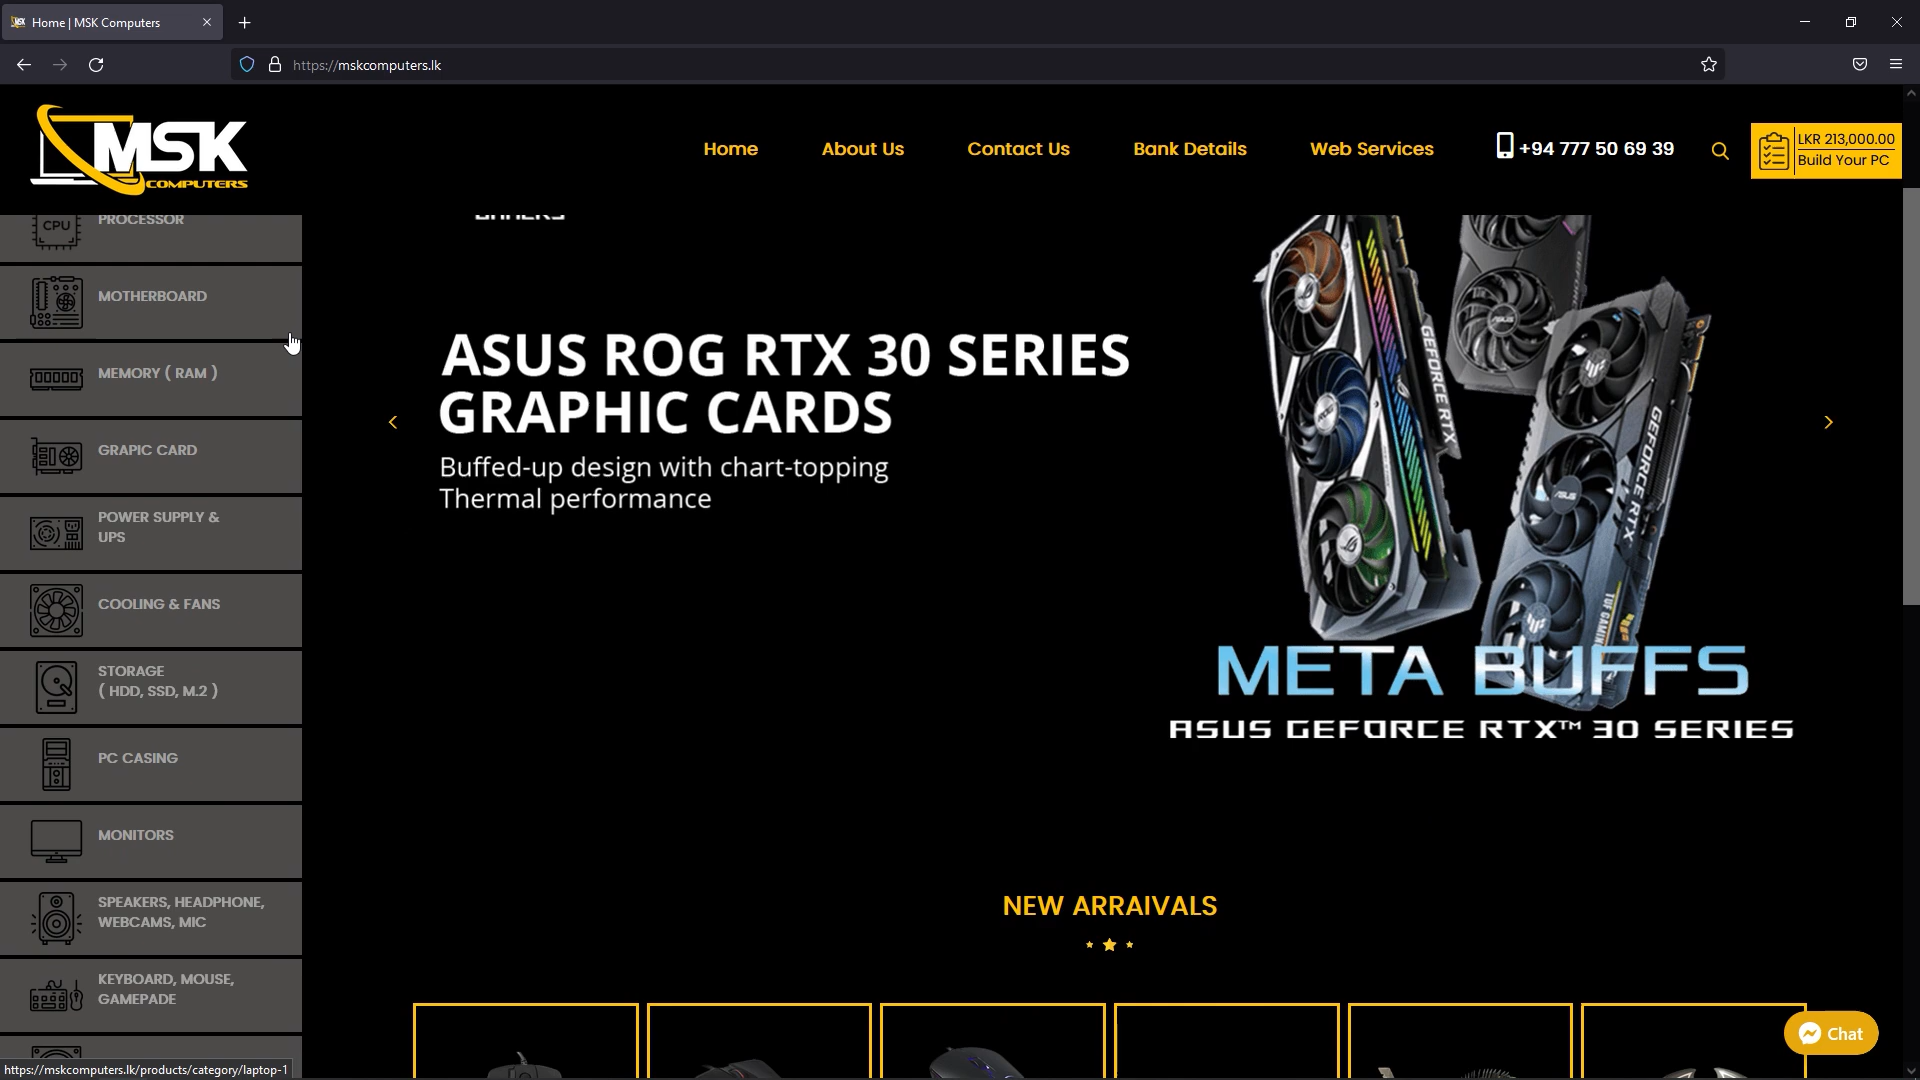 Home | MSK Computers
https://mskcomputers.lk
MSK
COMPUTERS
Home
About Us
Contact Us
Bank Details
Web Services
+94 777 50 69 39
LKR 213,000.00
Build Your PC
CPU
PROCESSOR
MOTHERBOARD
MEMORY ( RAM )
GRAPIC CARD
POWER SUPPLY &
UPS
COOLING & FANS
STORAGE
( HDD, SSD, M.2 )
PC CASING
MONITORS
SPEAKERS, HEADPHONE,
WEBCAMS, MIC
KEYBOARD, MOUSE,
GAMEPADE
ASUS ROG RTX 30 SERIES
GRAPHIC CARDS
Buffed-up design with chart-topping
Thermal performance
GEFORCE RTX
GEFORCE RTX
TUF GAMING
META BUFFS
ASUS GEFORCE RTX™ 30 SERIES
NEW ARRAIVALS
Chat
https://mskcomputers.lk/products/category/laptop-1